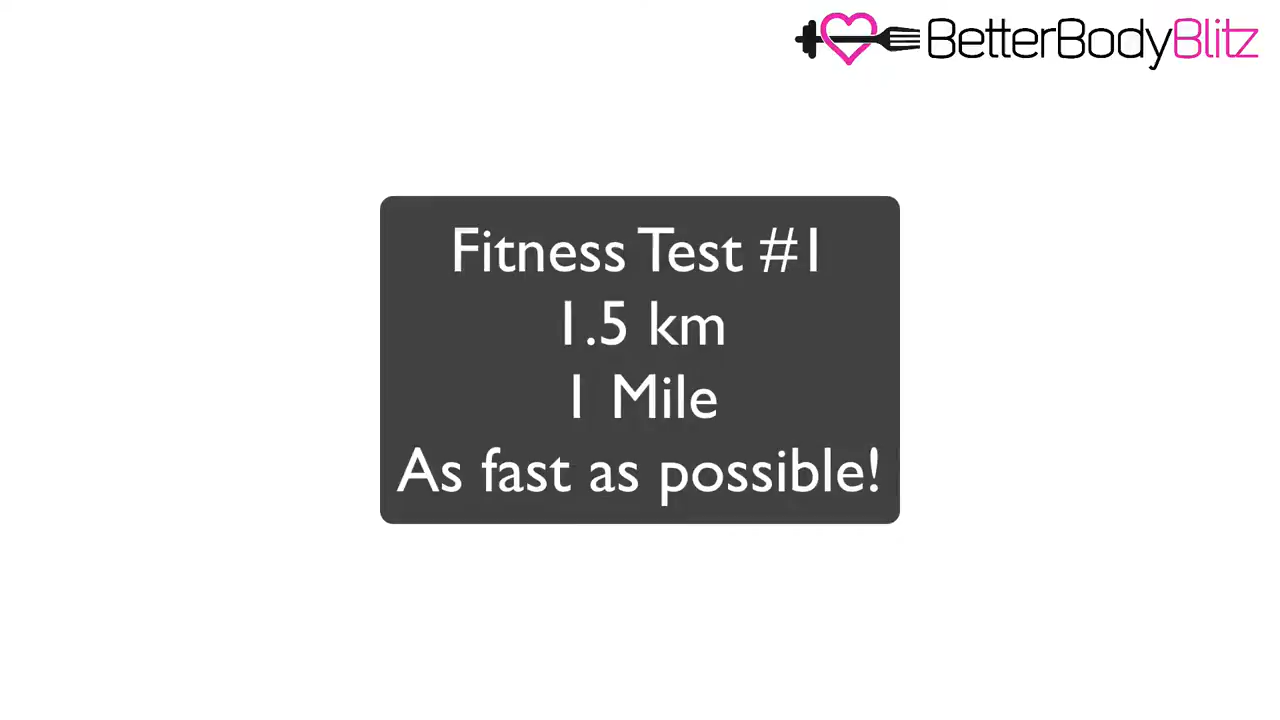 BetterBodyBlitz
Fitness Test #1
1.5 km
1 Mile
As fast as possible!